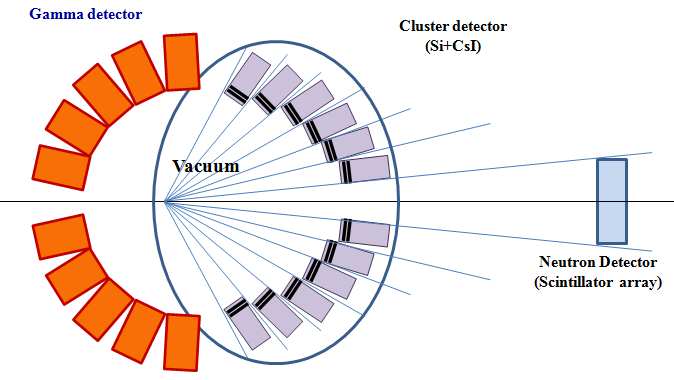 Gamma detector
Cluster detector
(Si+CsI)
Vacuum
Neutron Detector
(Scintillator array)